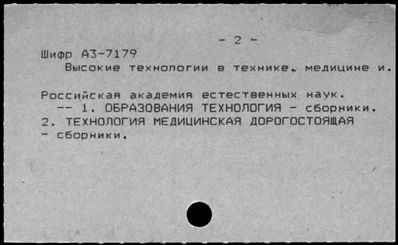 - 2 -
Шифр А3-7179
Высокие технологии в технике, медицине и.
Российская академия естественных наук.
-- 1. ОБРАЗОВАНИЯ ТЕХНОЛОГИЯ - сборники.
2. ТЕХНОЛОГИЯ МЕДИЦИНСКАЯ ДОРОГОСТОЯЩАЯ
- сборники.